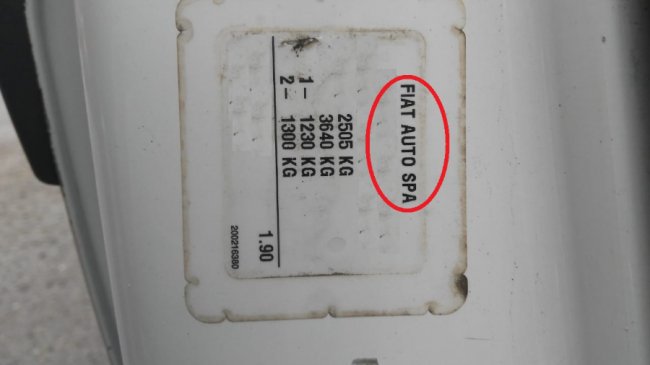 FIAT AUTO SPA
2505 KG
3640 KG
1 – 1230 KG
2 – 1300 KG
1.90
200216380